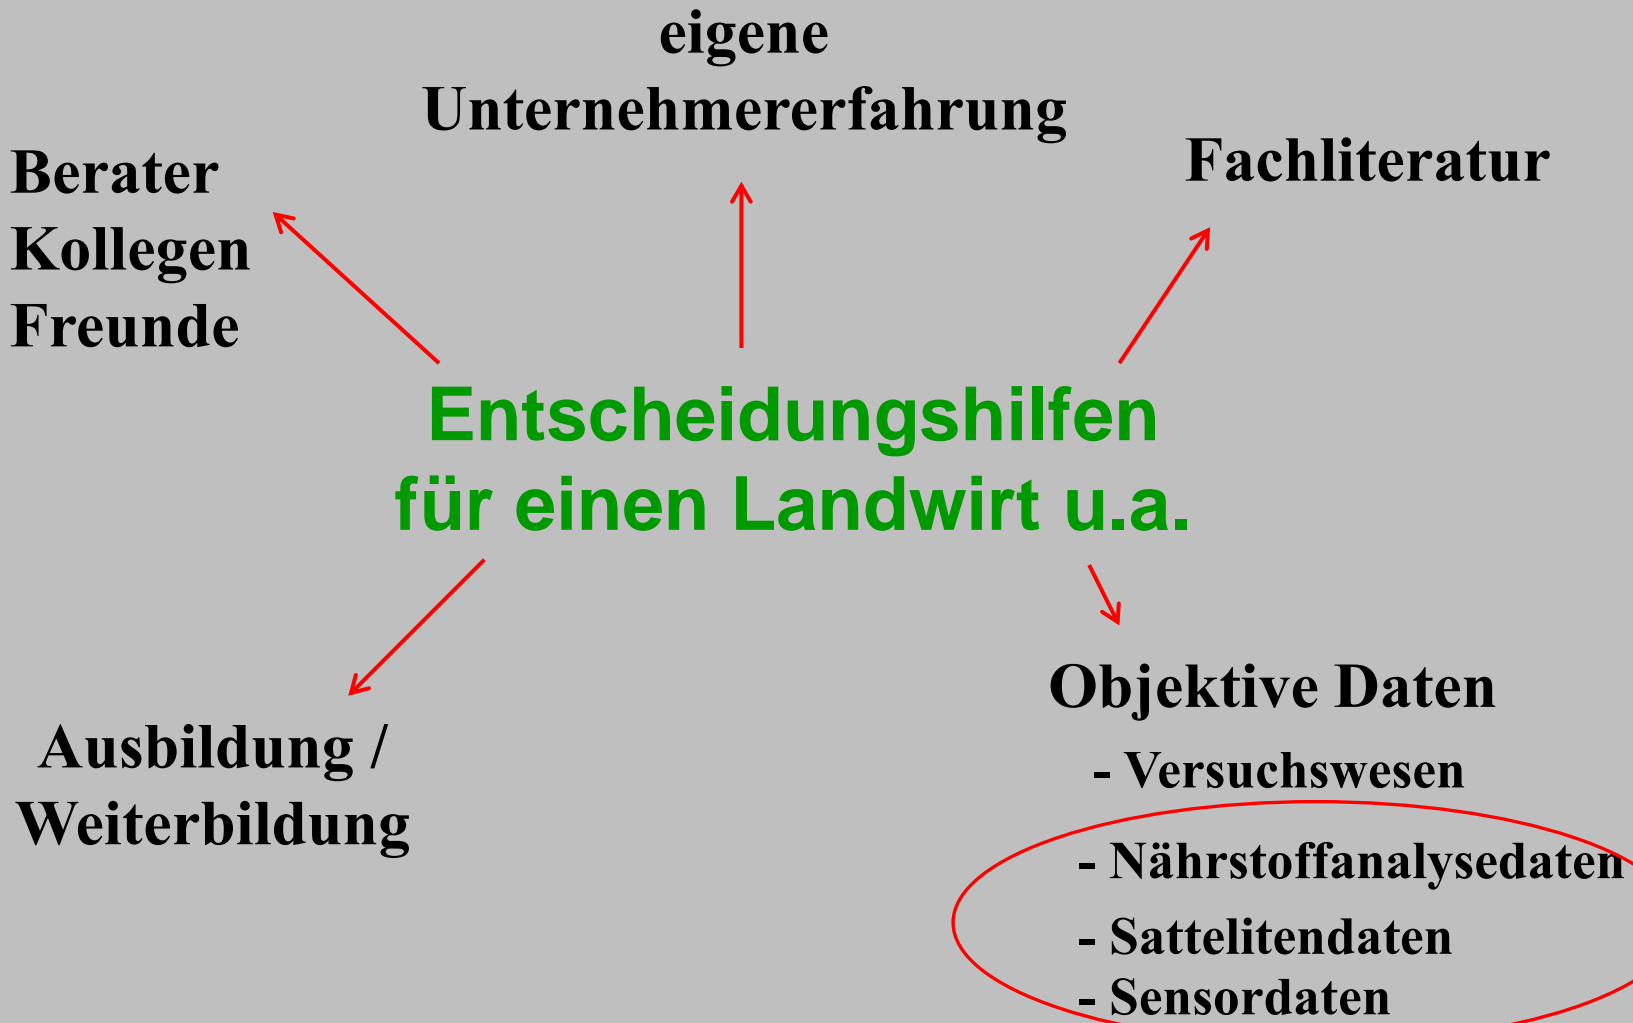 eigene
Unternehmererfahrung
Fachliteratur
Berater
Kollegen
Freunde
Entscheidungshilfen
für einen Landwirt u.a.
Ausbildung /
Weiterbildung
Objektive Daten
- Versuchswesen
- Nährstoffanalysedaten
- Sattelitendaten
- Sensordaten